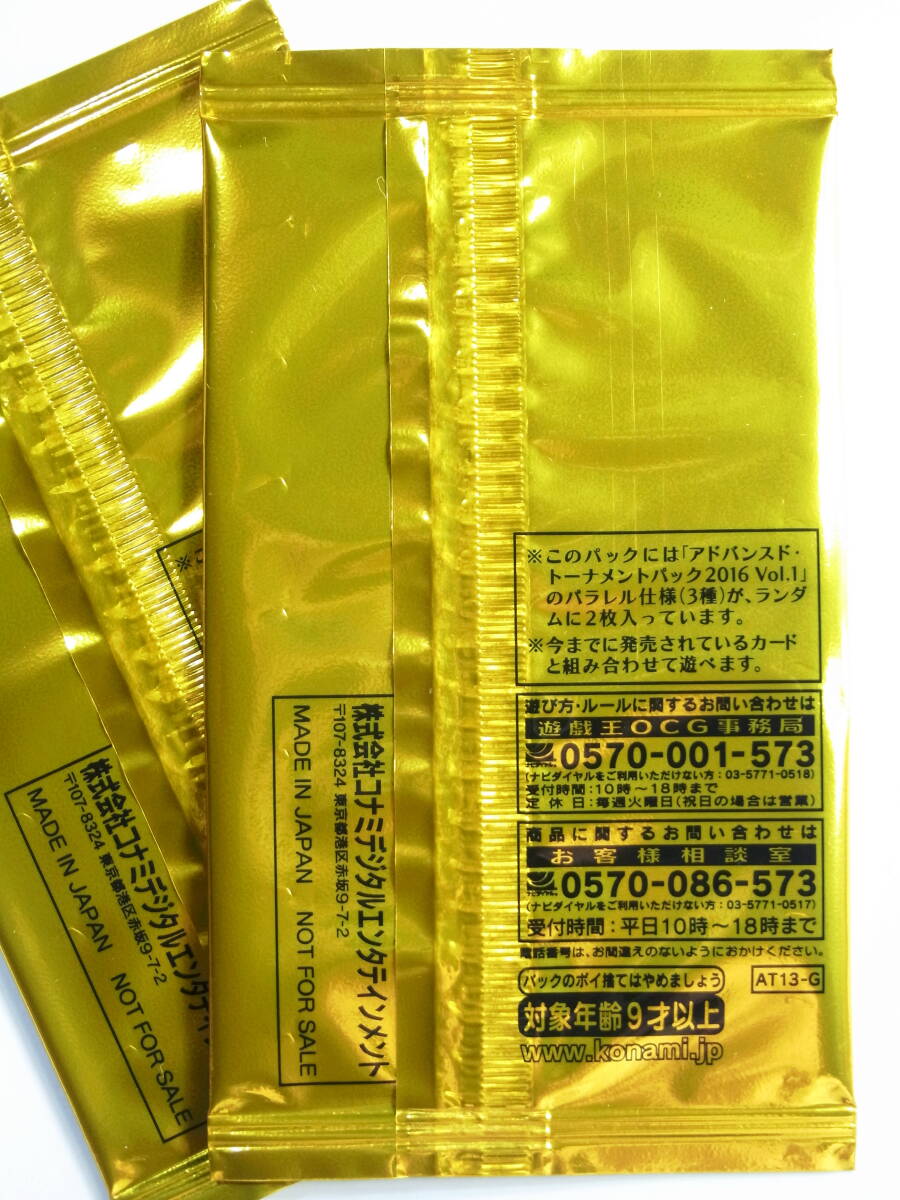 ※このパックには「アドバンスド・
トーナメントパック2016 Vol.1」
のパラレル仕様(3種)が、ランダ
ムに2枚入っています。
※今までに発売されているカード
と組み合わせて遊べます。
遊び方・ルールに関するお問い合わせは
遊戯王OCG事務局
0570-001-573
(ナビダイヤルをご利用いただけない方:03-5771-0518)
受付時間:10時〜18時まで
定休日:毎週火曜日(祝日の場合は営業)
商品に関するお問い合わせは
お客様相談室
0570-086-573
(ナビダイヤルをご利用いただけない方:03-5771-0517)
受付時間:平日10時〜18時まで
電話番号は、お間違えのないようにおかけください。
パックのポイ捨てはやめましょう
AT13-G
対象年齢9才以上
www.konami.jp
株式会社コナミデジタルエンタテインメント
〒107-8324 東京都港区赤坂9-7-2
MADE IN JAPAN NOT FOR SALE
株式会社コナミデジタルエンタテイン
〒107-8324 東京都港区赤坂9-7-2
MADE IN JAPAN NOT FOR SALE